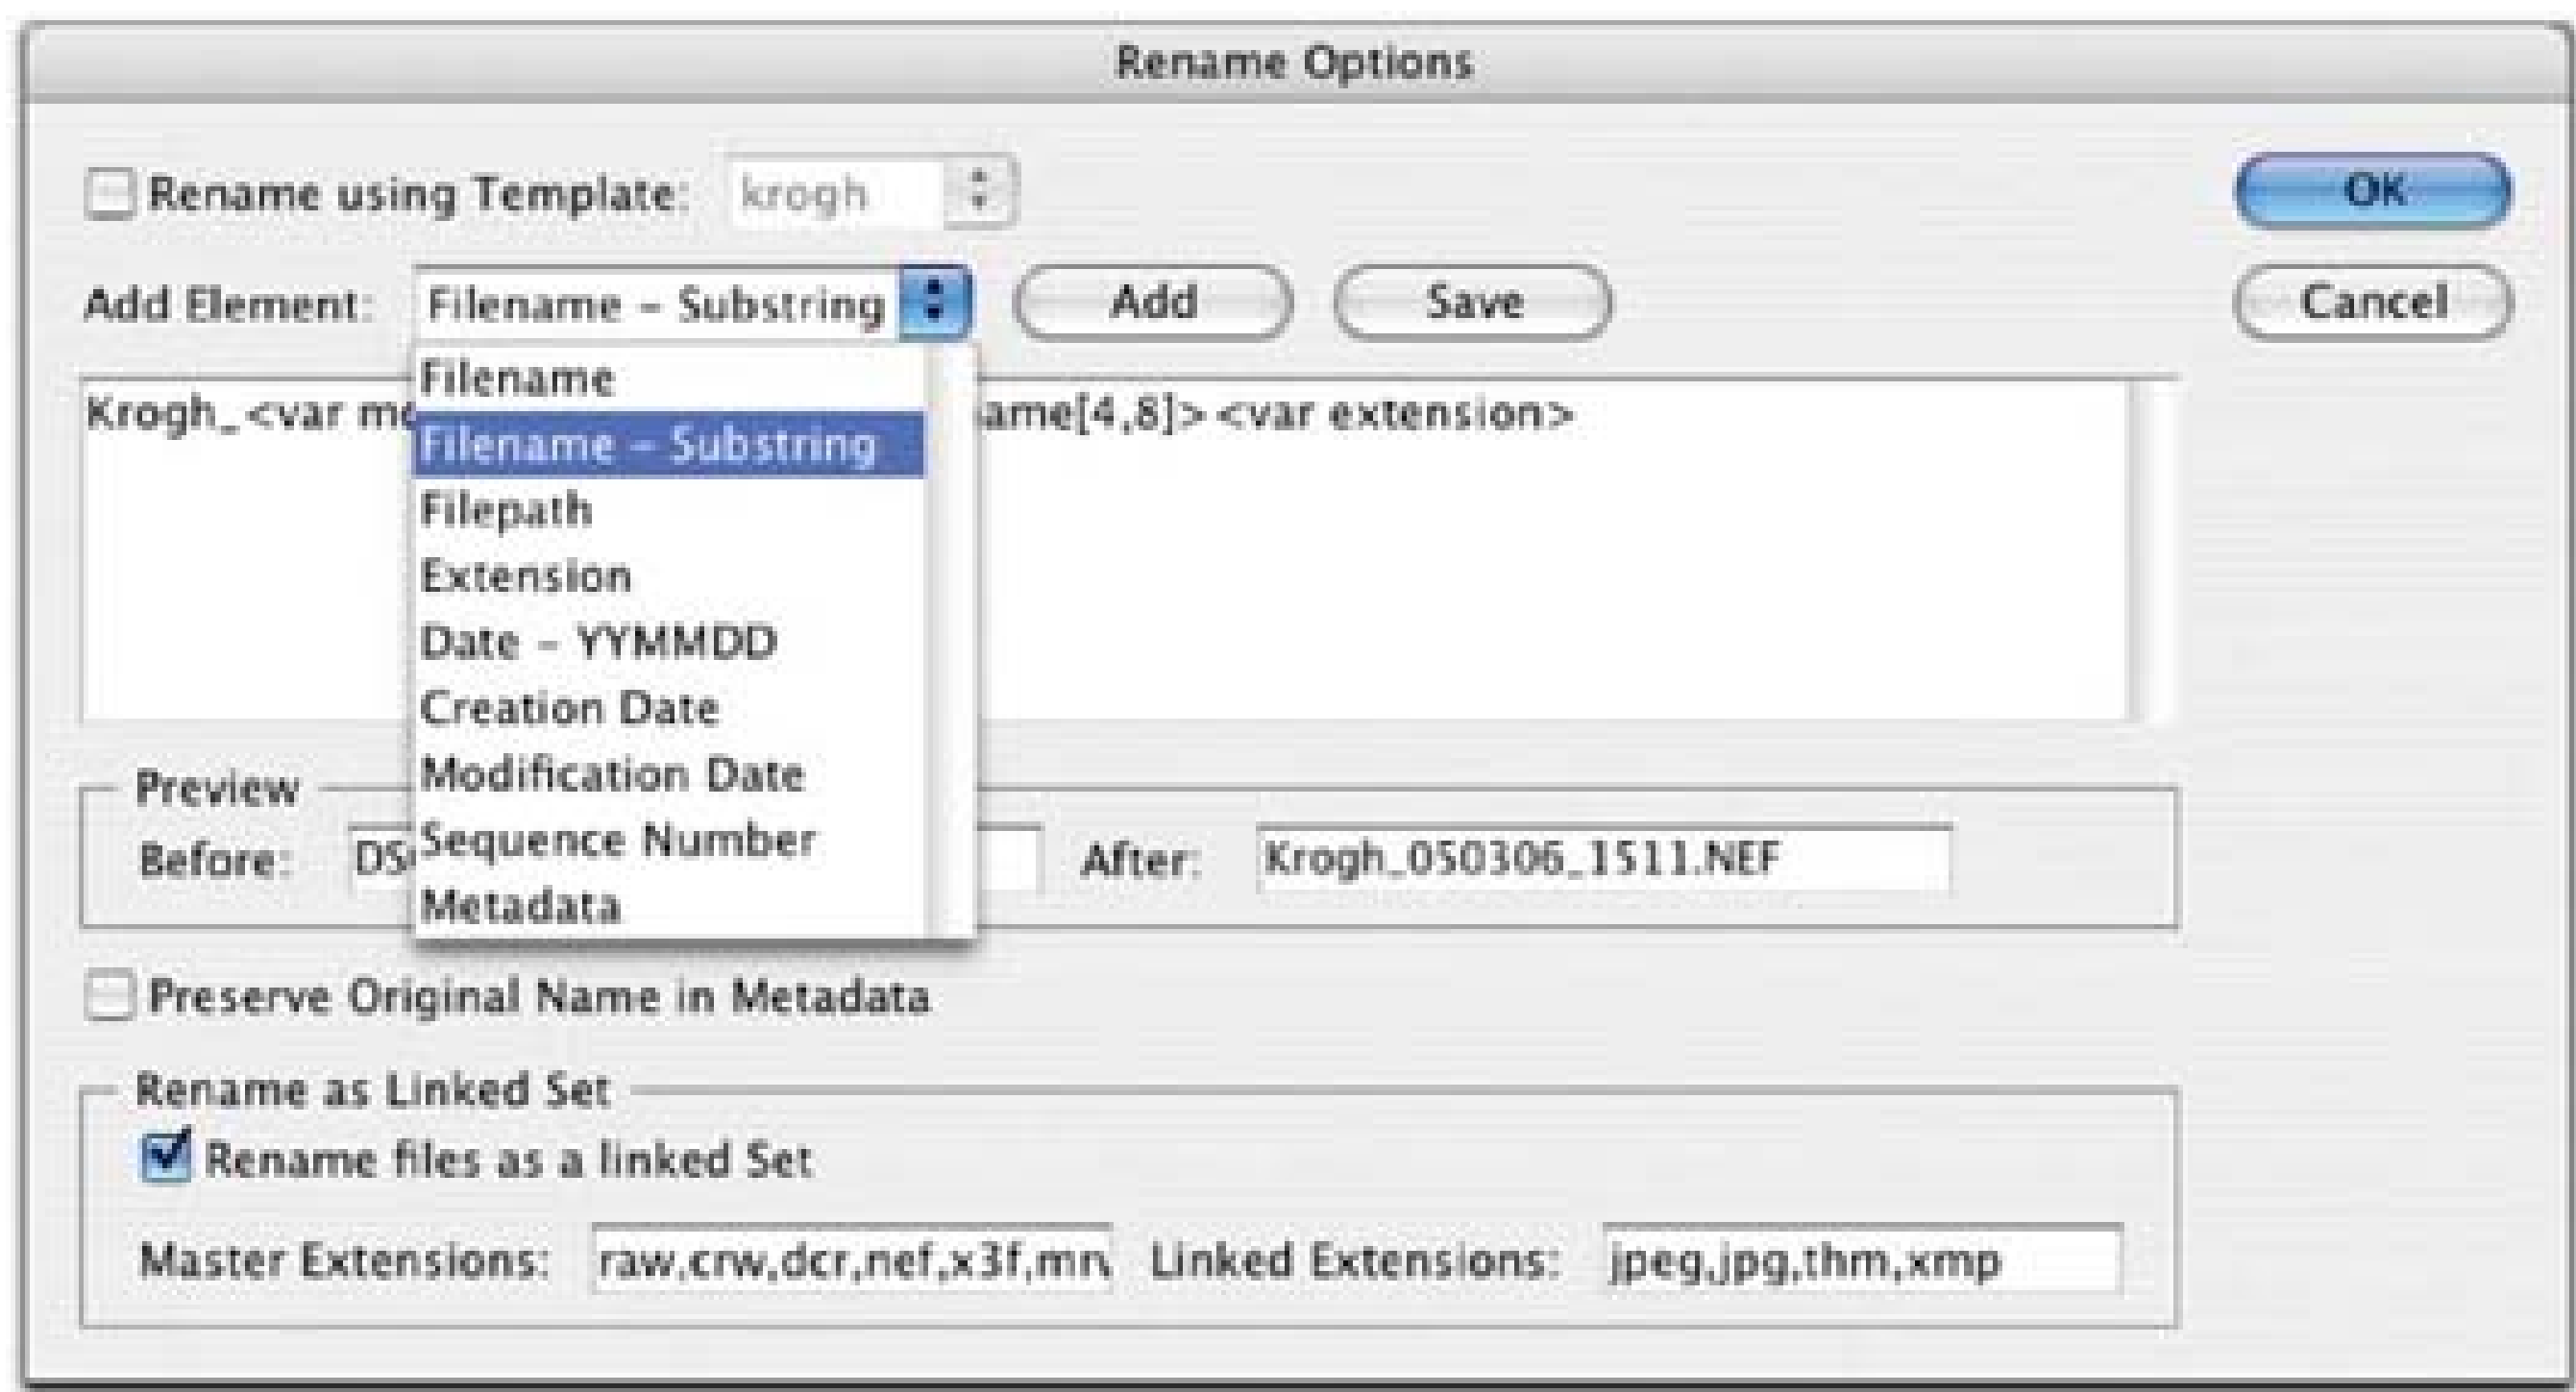 Rename Options
Rename using Template: krogh
OK
Add Element: Filename – Substring Add Save
Cancel
Filename
Filename – Substring
Filepath
Extension
Date – YYMMDD
Creation Date
Modification Date
Sequence Number
Metadata
Krogh_<var ame[4,8]><var extension>
Preview
Before: After: Krogh_050306_1511.NEF
Preserve Original Name in Metadata
Rename as Linked Set
Rename files as a linked Set
Master Extensions: raw,crw,dcr,nef,x3f, Linked Extensions: jpeg,jpg,thm,xmp